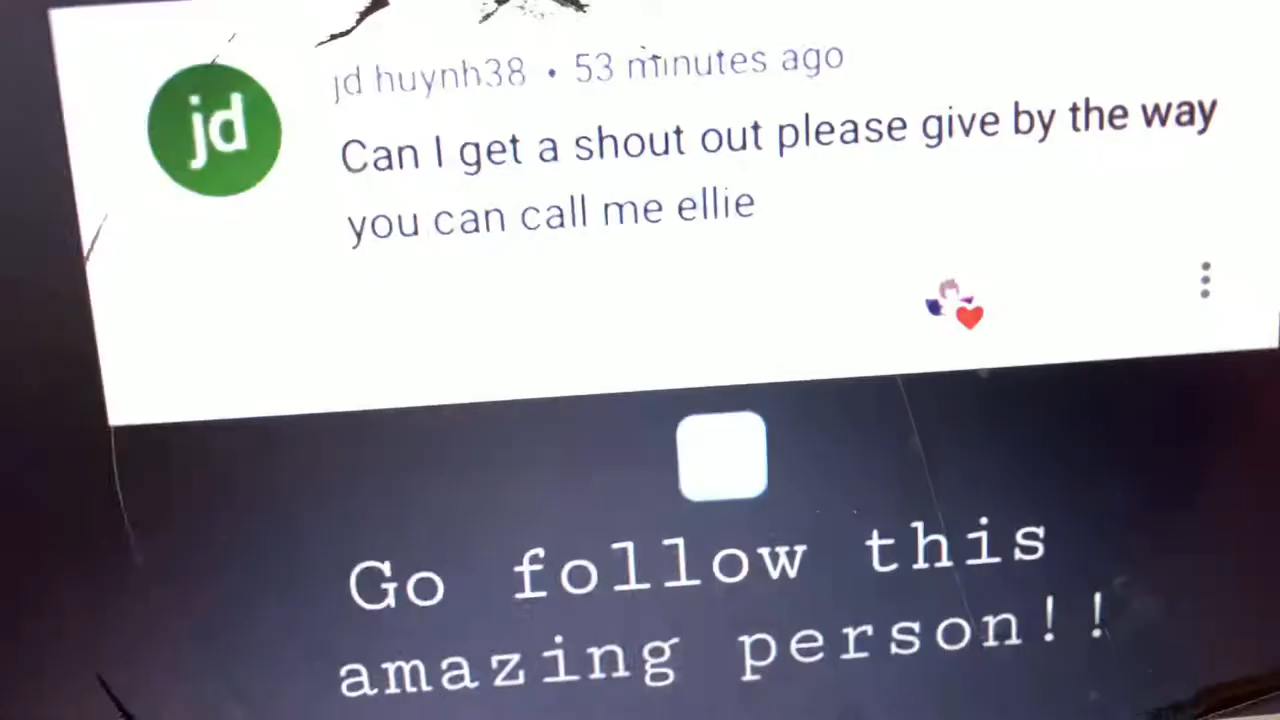 jd
jd huynh38 • 53 minutes ago
Can I get a shout out please give by the way
you can call me ellie
Go follow this
amazing person!!